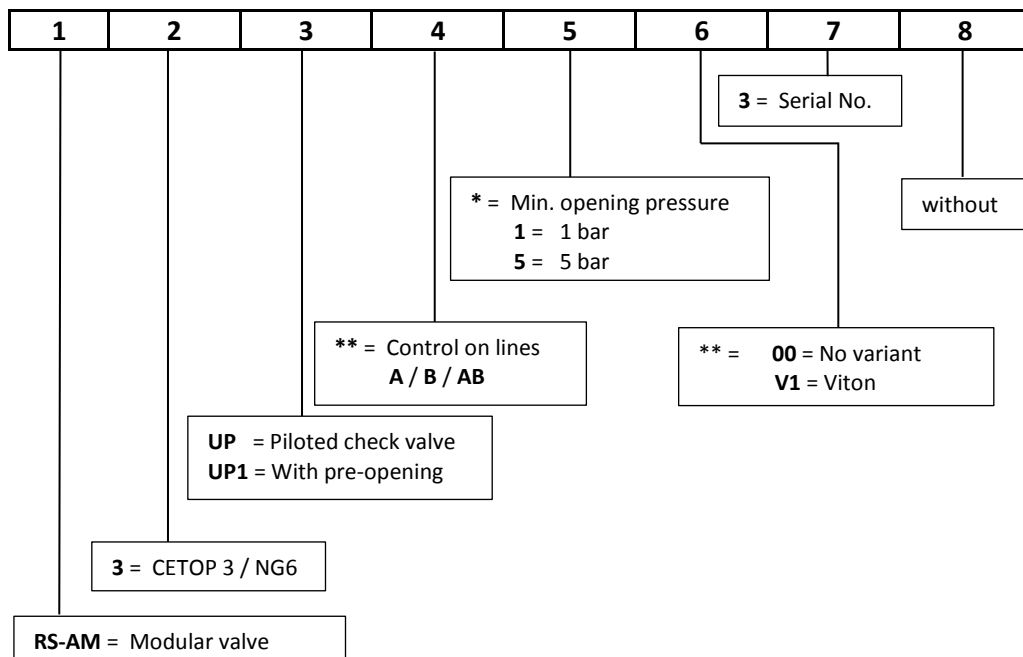 1 2 3 4 5 6 7 8
3 = Serial No.
* = Min. opening pressure
1 = 1 bar
5 = 5 bar
without
** = Control on lines
A / B / AB
** = 00 = No variant
V1 = Viton
UP = Piloted check valve
UP1 = With pre-opening
3 = CETOP 3 / NG6
RS-AM = Modular valve